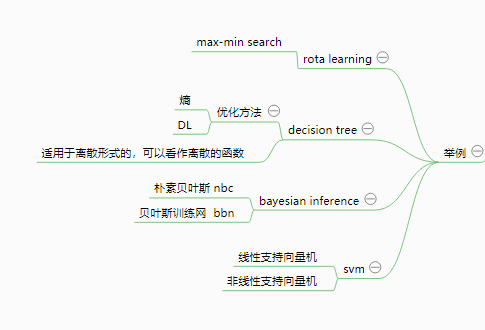 max-min search
rota learning
熵
优化方法
DL
decision tree
适用于离散形式的，可以看作离散的函数
举例
朴素贝叶斯 nbc
bayesian inference
贝叶斯训练网 bbn
线性支持向量机
svm
非线性支持向量机